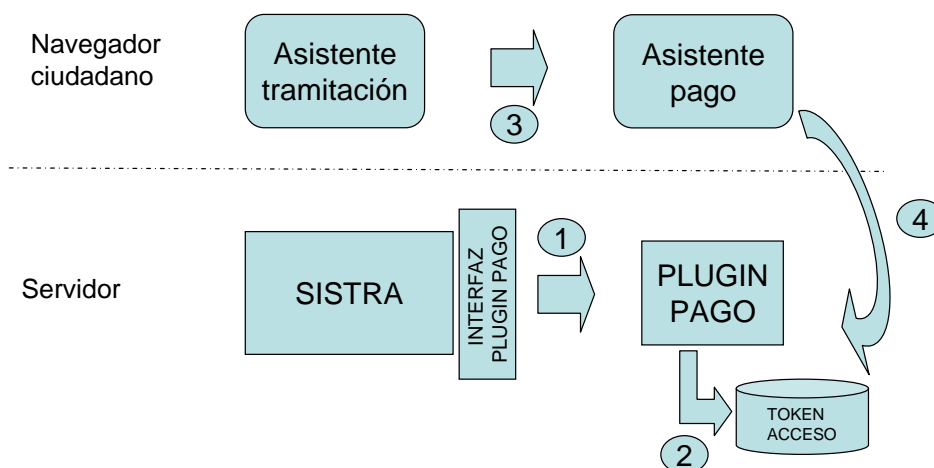 Navegador
ciudadano
Asistente
tramitación
3
Asistente
pago
4
Servidor
SISTRA
INTERFAZ
PLUGIN PAGO
1
PLUGIN
PAGO
2
TOKEN
ACCESO